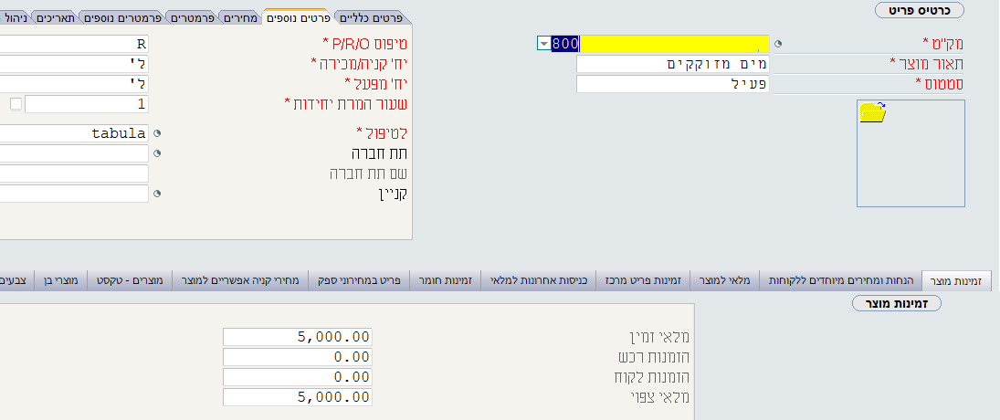 כרטיס פריט
מק"ט * 800
תאור מוצר * מים מזוקקים
סטטוס * פעיל
פרטים כלליים פרטים נוספים מחירים פרמטרים פרמטרים נוספים תאריכים ניהול
טיפוס P/R/O * R
יח' קניה/מכירה * ל'
יח' מפעל * ל'
שעור המרת יחידות * 1
לטיפול * tabula
תת חברה
שם תת חברה
קניין
זמינות מוצר הנחות ומחירים מיוחדים ללקוחות מלאי למוצר זמינות פריט מרכז כניסות אחרונות למלאי זמינות חומר פריט במחירוני ספק מחירי קניה אפשריים למוצר מוצרים - טקסט מוצרי בן צבעים
זמינות מוצר
מלאי זמין 5,000.00
הזמנות רכש 0.00
הזמנות לקוח 0.00
מלאי צפוי 5,000.00